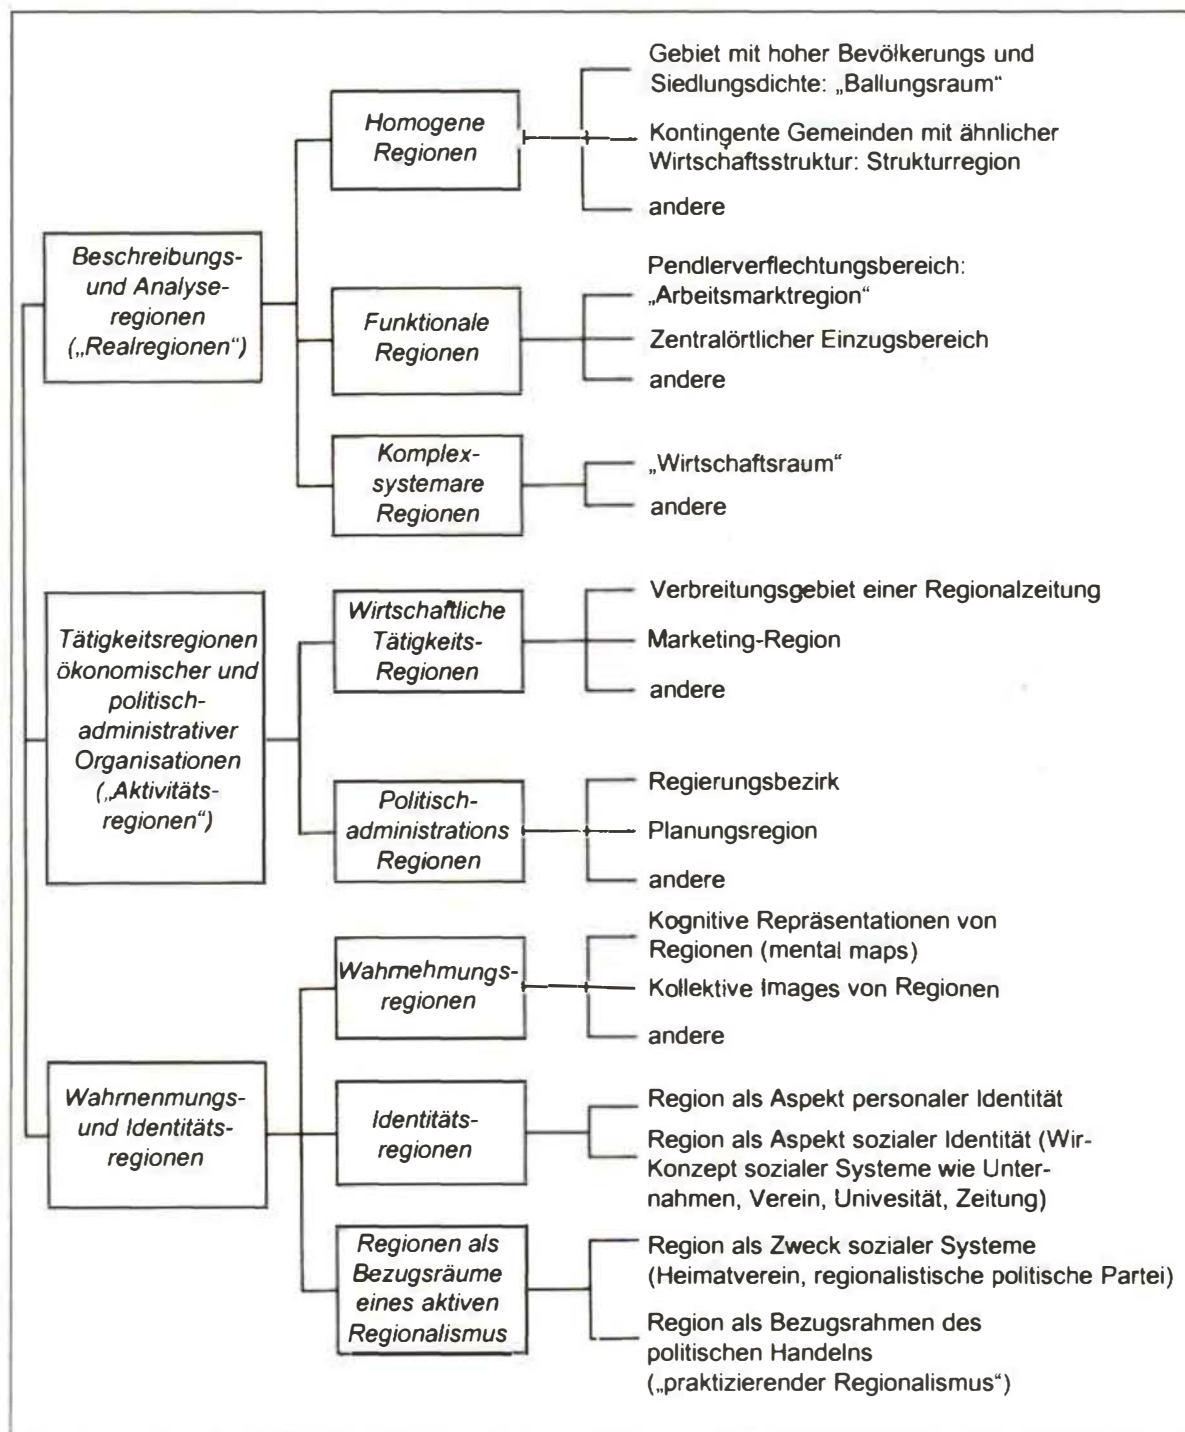 Beschreibungs-
und Analyse-
regionen
(„Realregionen“)
Homogene
Regionen
Gebiet mit hoher Bevölkerungs und
Siedlungsdichte: „Ballungsraum“
Kontingente Gemeinden mit ähnlicher
Wirtschaftsstruktur: Strukturregion
andere
Funktionale
Regionen
Pendlerverflechtungsbereich:
„Arbeitsmarktregion“
Zentralörtlicher Einzugsbereich
andere
Komplex-
systemare
Regionen
„Wirtschaftsraum“
andere
Tätigkeitsregionen
ökonomischer und
politisch-
administrativer
Organisationen
(„Aktivitäts-
regionen“)
Wirtschaftliche
Tätigkeits-
Regionen
Verbreitungsgebiet einer Regionalzeitung
Marketing-Region
andere
Politisch-
administrations
Regionen
Regierungsbezirk
Planungsregion
andere
Wahrnenmungs-
und Identitäts-
regionen
Wahrnehmungs-
regionen
Kognitive Repräsentationen von
Regionen (mental maps)
Kollektive Images von Regionen
andere
Identitäts-
regionen
Region als Aspekt personaler Identität
Region als Aspekt sozialer Identität (Wir-
Konzept sozialer Systeme wie Unter-
nahmen, Verein, Univesität, Zeitung)
Regionen als
Bezugsräume
eines aktiven
Regionalismus
Region als Zweck sozialer Systeme
(Heimatverein, regionalistische politische Partei)
Region als Bezugsrahmen des
politischen Handelns
(„praktizierender Regionalismus“)